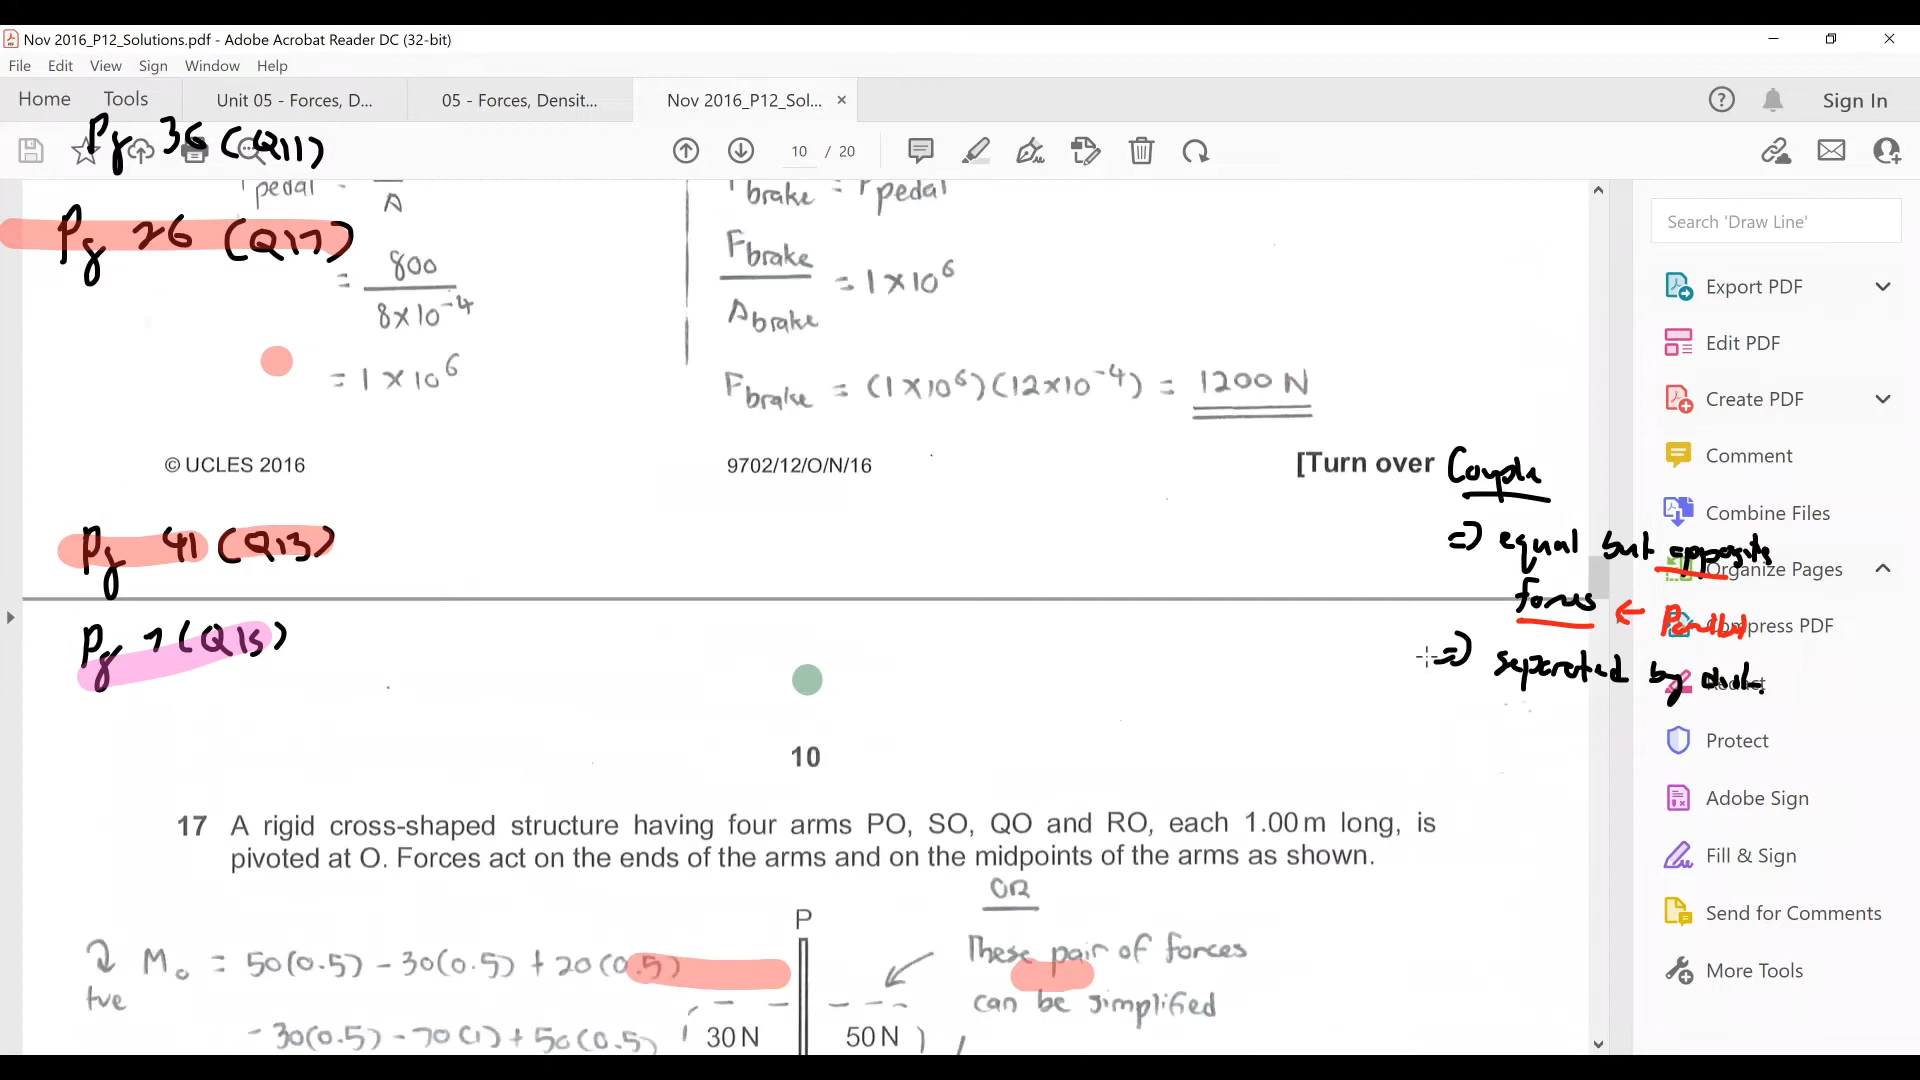 Nov 2016_P12_Solutions.pdf - Adobe Acrobat Reader DC (32-bit)
File Edit View Sign Window Help
Home Tools Unit 05 - Forces, D... 05 - Forces, Densit... Nov 2016_P12_Sol... × Sign In
Pg 36 (Q11)
10 / 20
Search 'Draw Line'
Export PDF
Edit PDF
Create PDF
Comment
Combine Files
Organize Pages
Compress PDF
Redact
Protect
Adobe Sign
Fill & Sign
Send for Comments
More Tools
Pg 26 (Q17)
pedal = A
= 800 / 8×10⁻⁴
= 1 × 10⁶
P brake = P pedal
F brake / A brake = 1×10⁶
F brake = (1×10⁶)(12×10⁻⁴) = 1200 N
© UCLES 2016 9702/12/O/N/16 [Turn over
Couple
=> equal but opposite
forces ←
=> separated by
Pg 41 (Q13)
Pg 7 (Q15)
10
17 A rigid cross-shaped structure having four arms PO, SO, QO and RO, each 1.00 m long, is
pivoted at O. Forces act on the ends of the arms and on the midpoints of the arms as shown.
OR
P
M₀ = 50(0.5) - 30(0.5) + 20(0.5)
+ve
- 30(0.5) - 70(1) + 50(0.5)
30 N 50 N
These pair of forces
can be simplified